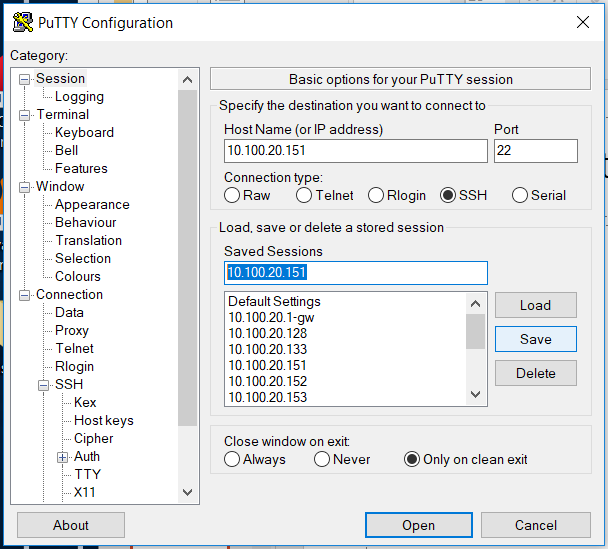 PuTTY Configuration
Category:
Session
Logging
Terminal
Keyboard
Bell
Features
Window
Appearance
Behaviour
Translation
Selection
Colours
Connection
Data
Proxy
Telnet
Rlogin
SSH
Kex
Host keys
Cipher
Auth
TTY
X11
Basic options for your PuTTY session
Specify the destination you want to connect to
Host Name (or IP address) Port
10.100.20.151 22
Connection type:
Raw Telnet Rlogin SSH Serial
Load, save or delete a stored session
Saved Sessions
10.100.20.151
Default Settings
10.100.20.1-gw
10.100.20.128
10.100.20.133
10.100.20.151
10.100.20.152
10.100.20.153
Load
Save
Delete
Close window on exit:
Always Never Only on clean exit
About Open Cancel